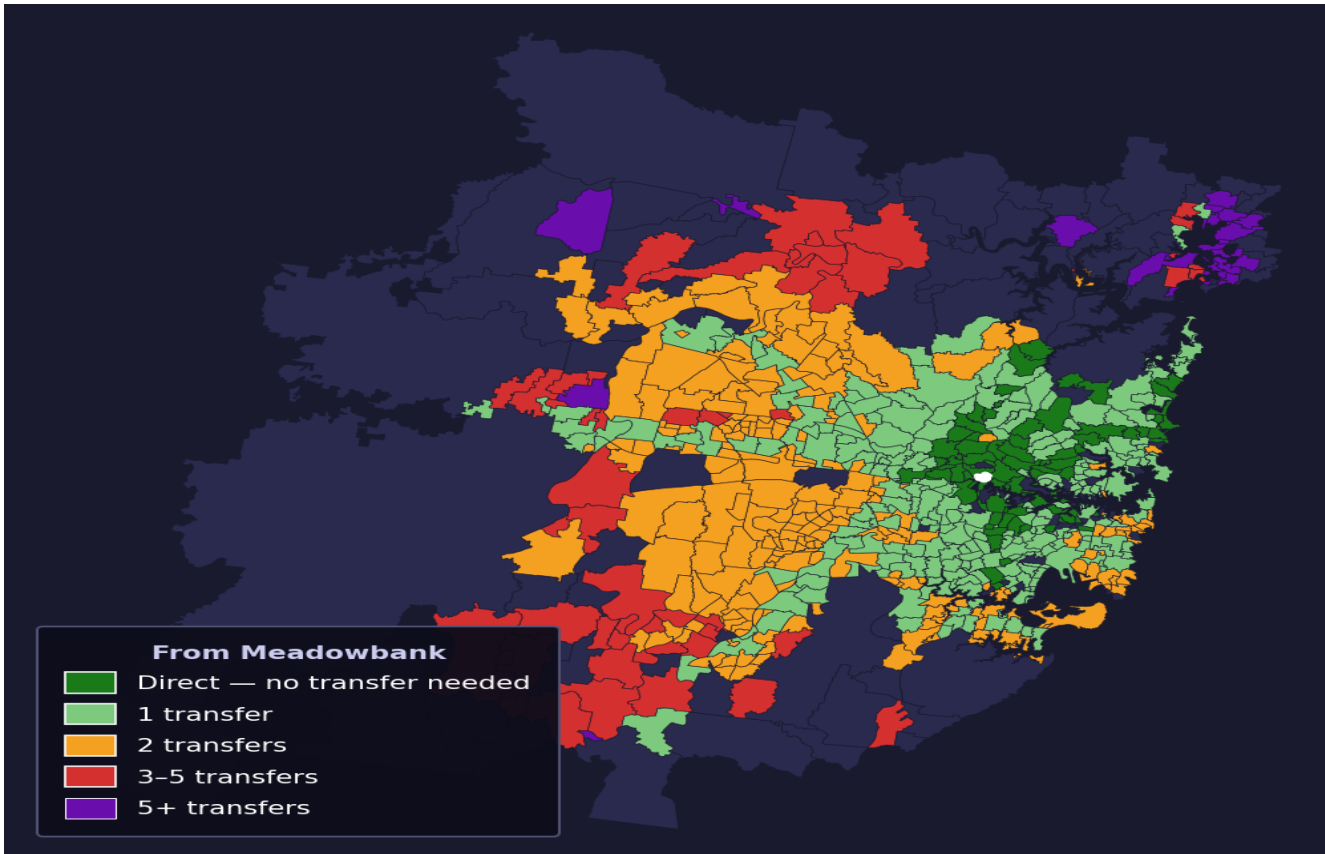 From Meadowbank
Direct — no transfer needed
1 transfer
2 transfers
3–5 transfers
5+ transfers